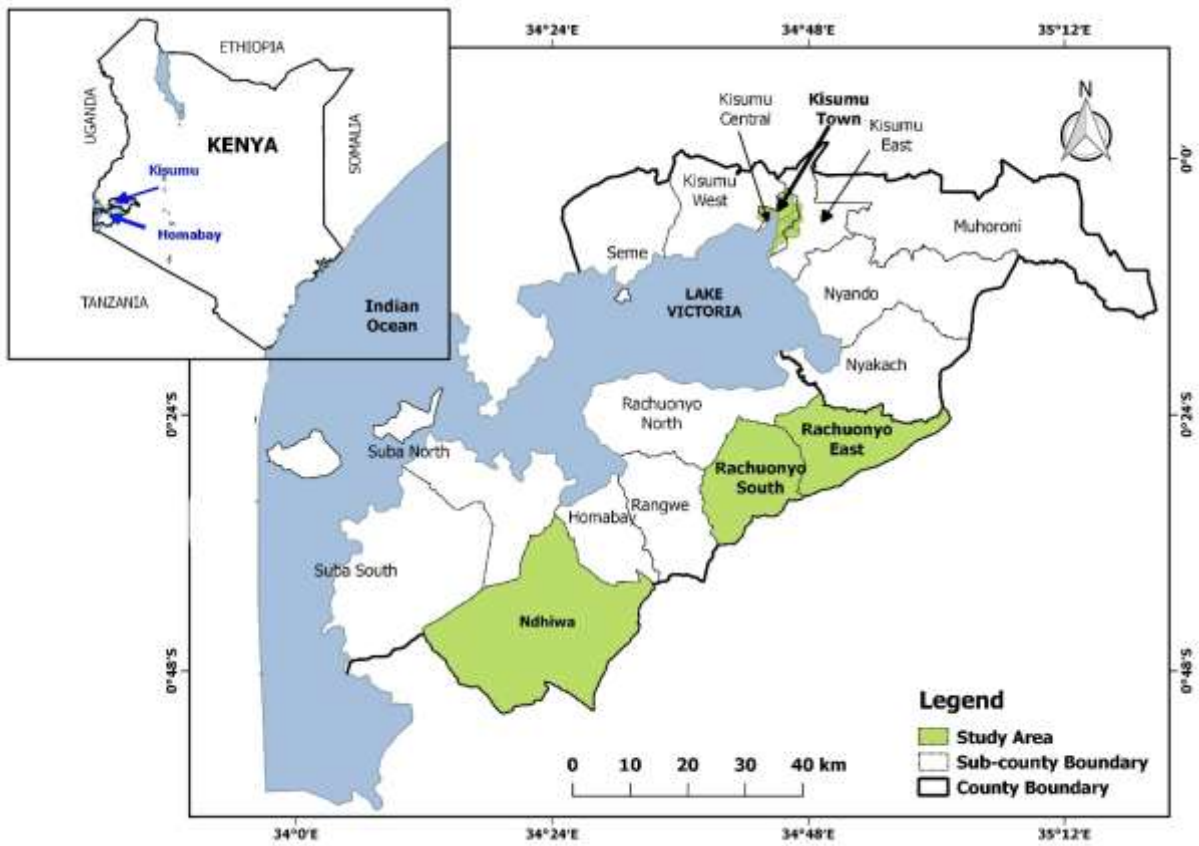 ETHIOPIA
UGANDA
KENYA
SOMALIA
Kisumu
Homabay
TANZANIA
Indian
Ocean
34°24'E
34°48'E
35°12'E
N
Kisumu
Central
Kisumu
Town
Kisumu
East
0°0'
0°0'
Kisumu
West
Muhoroni
Seme
LAKE
VICTORIA
Nyando
Nyakach
0°24'S
0°24'S
Rachuonyo
North
Rachuonyo
East
Suba North
Rachuonyo
South
Homabay
Rangwe
Suba South
Ndhiwa
0°48'S
0°48'S
Legend
Study Area
Sub-county Boundary
County Boundary
0 10 20 30 40 km
34°0'E
34°24'E
34°48'E
35°12'E